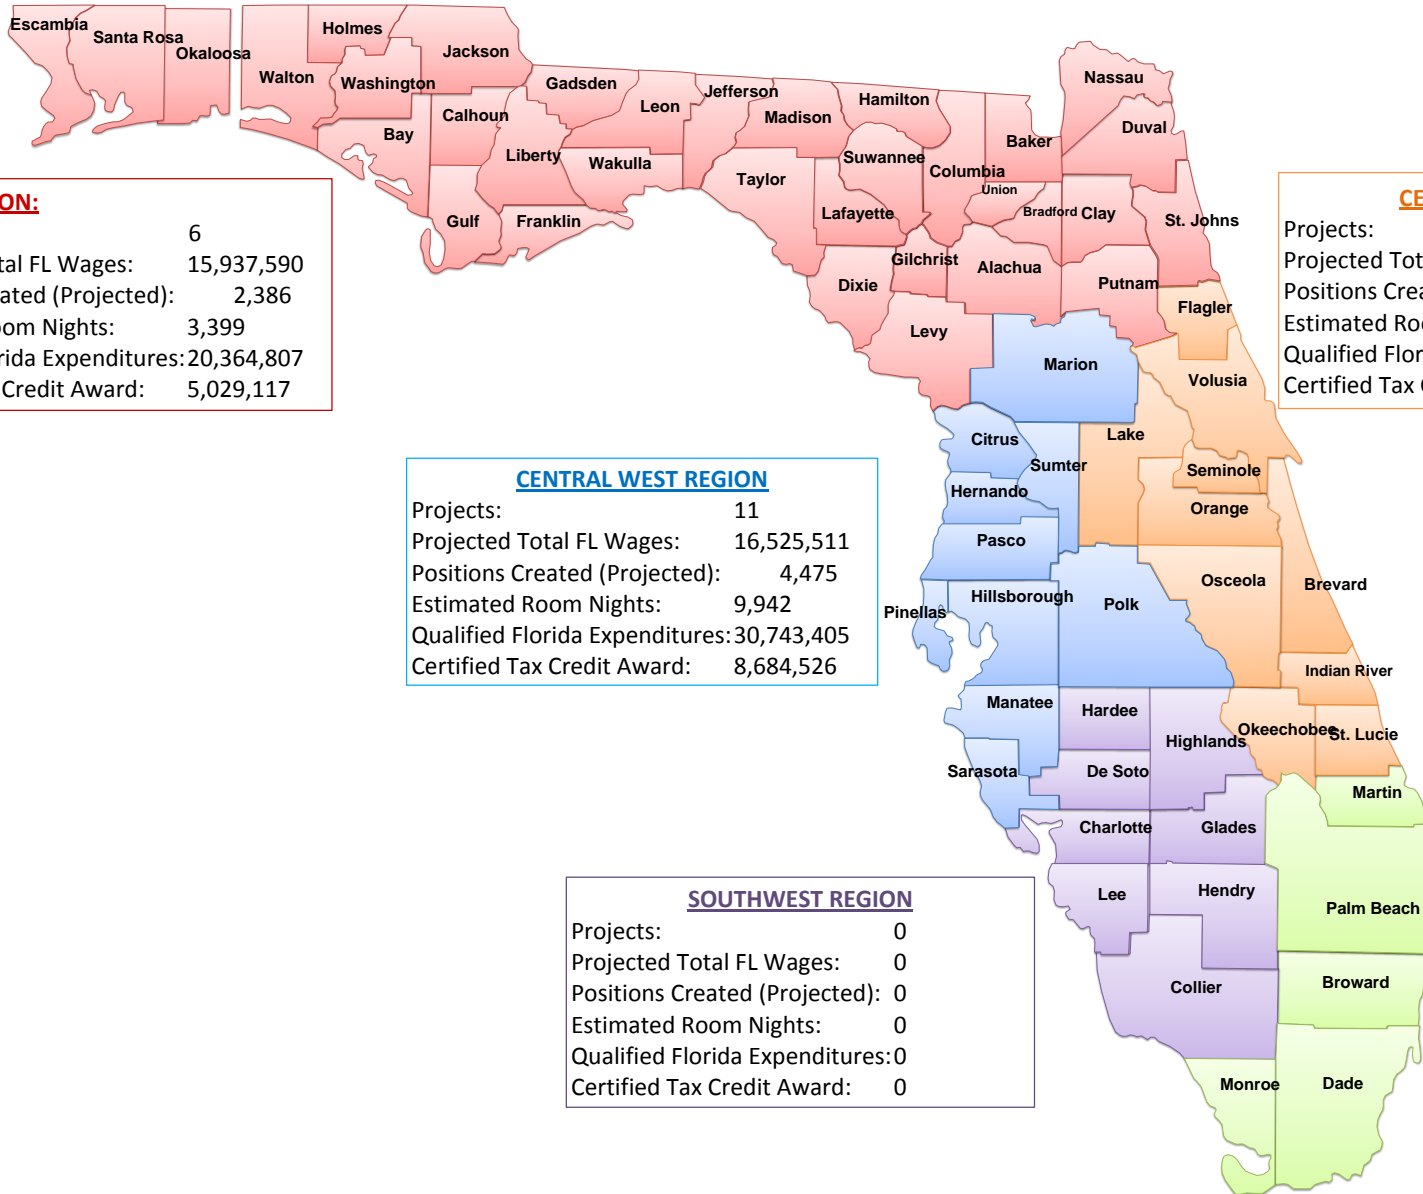 Escambia
Santa Rosa
Okaloosa
Holmes
Walton
Washington
Jackson
Bay
Calhoun
Gadsden
Liberty
Leon
Jefferson
Madison
Wakulla
Gulf
Franklin
Hamilton
Suwannee
Taylor
Lafayette
Columbia
Baker
Nassau
Duval
Union
Bradford
Clay
St. Johns
Gilchrist
Dixie
Alachua
Putnam
Levy
Flagler
Marion
Volusia
Citrus
Lake
Sumter
Seminole
Hernando
Orange
Pasco
Osceola
Brevard
Pinellas
Hillsborough
Polk
Indian River
Manatee
Hardee
Highlands
Okeechobee
St. Lucie
Sarasota
De Soto
Martin
Charlotte
Glades
Lee
Hendry
Palm Beach
Collier
Broward
Monroe
Dade
ON:
6
tal FL Wages: 15,937,590
ated (Projected): 2,386
oom Nights: 3,399
rida Expenditures: 20,364,807
Credit Award: 5,029,117
CE
Projects:
Projected Tot
Positions Crea
Estimated Roo
Qualified Flor
Certified Tax C
CENTRAL WEST REGION
Projects: 11
Projected Total FL Wages: 16,525,511
Positions Created (Projected): 4,475
Estimated Room Nights: 9,942
Qualified Florida Expenditures: 30,743,405
Certified Tax Credit Award: 8,684,526
SOUTHWEST REGION
Projects: 0
Projected Total FL Wages: 0
Positions Created (Projected): 0
Estimated Room Nights: 0
Qualified Florida Expenditures: 0
Certified Tax Credit Award: 0